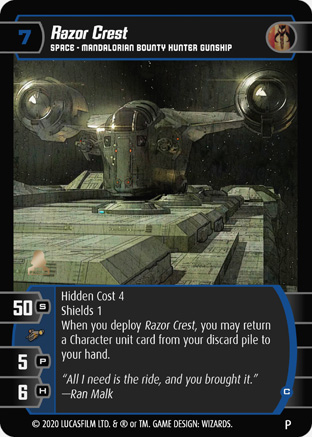 7
Razor Crest
SPACE - MANDALORIAN BOUNTY HUNTER GUNSHIP
50 S
5 P
6 H
Hidden Cost 4
Shields 1
When you deploy Razor Crest, you may return
a Character unit card from your discard pile to
your hand.
“All I need is the ride, and you brought it.”
—Ran Malk
C
© 2020 LUCASFILM LTD. & ® or TM. GAME DESIGN: WIZARDS.
P